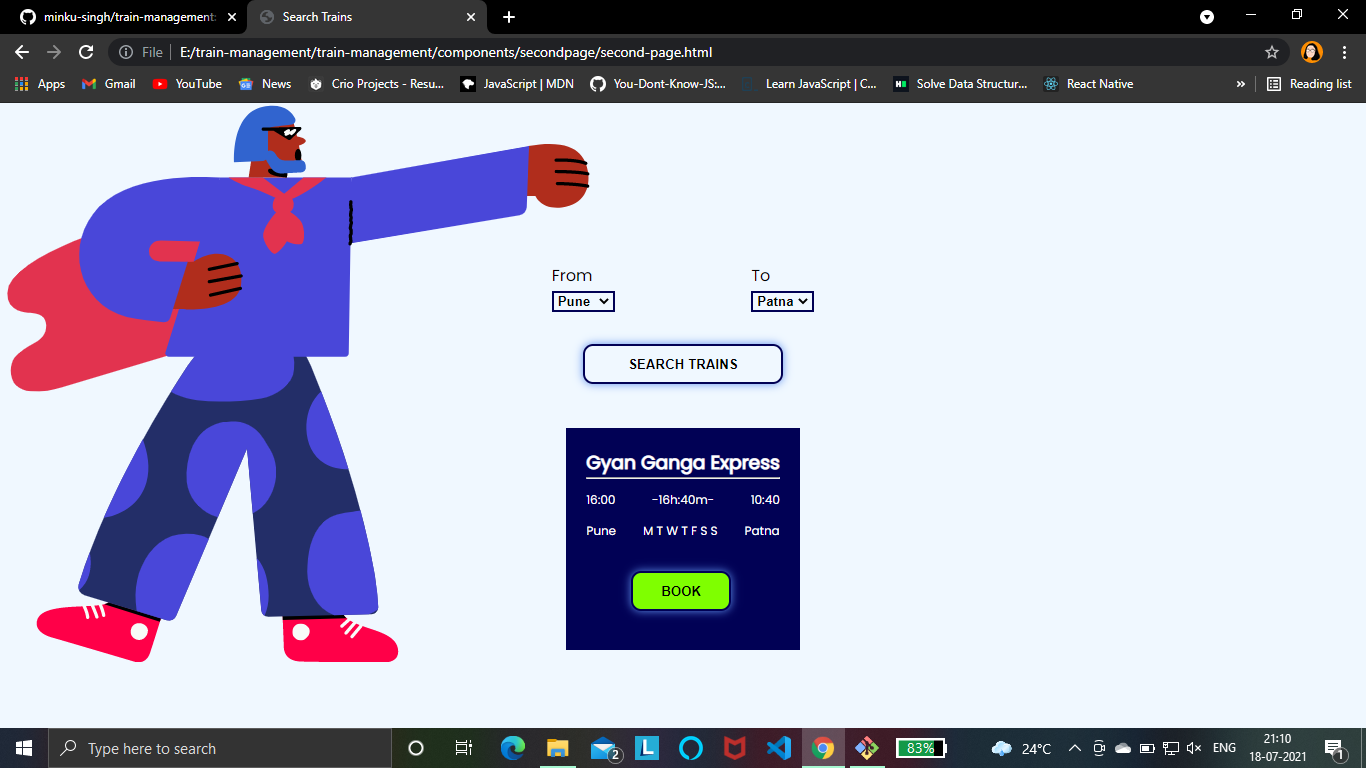 minku-singh/train-management:
Search Trains
File
E:/train-management/train-management/components/secondpage/second-page.html
Apps
Gmail
YouTube
News
Crio Projects - Resu...
JavaScript | MDN
You-Dont-Know-JS:...
Learn JavaScript | C...
Solve Data Structur...
React Native
»
Reading list
From To
Pune Patna
SEARCH TRAINS
Gyan Ganga Express
16:00 -16h:40m- 10:40
Pune M T W T F S S Patna
BOOK
Type here to search
2
L
83%
24°C
ENG
21:10
18-07-2021
1